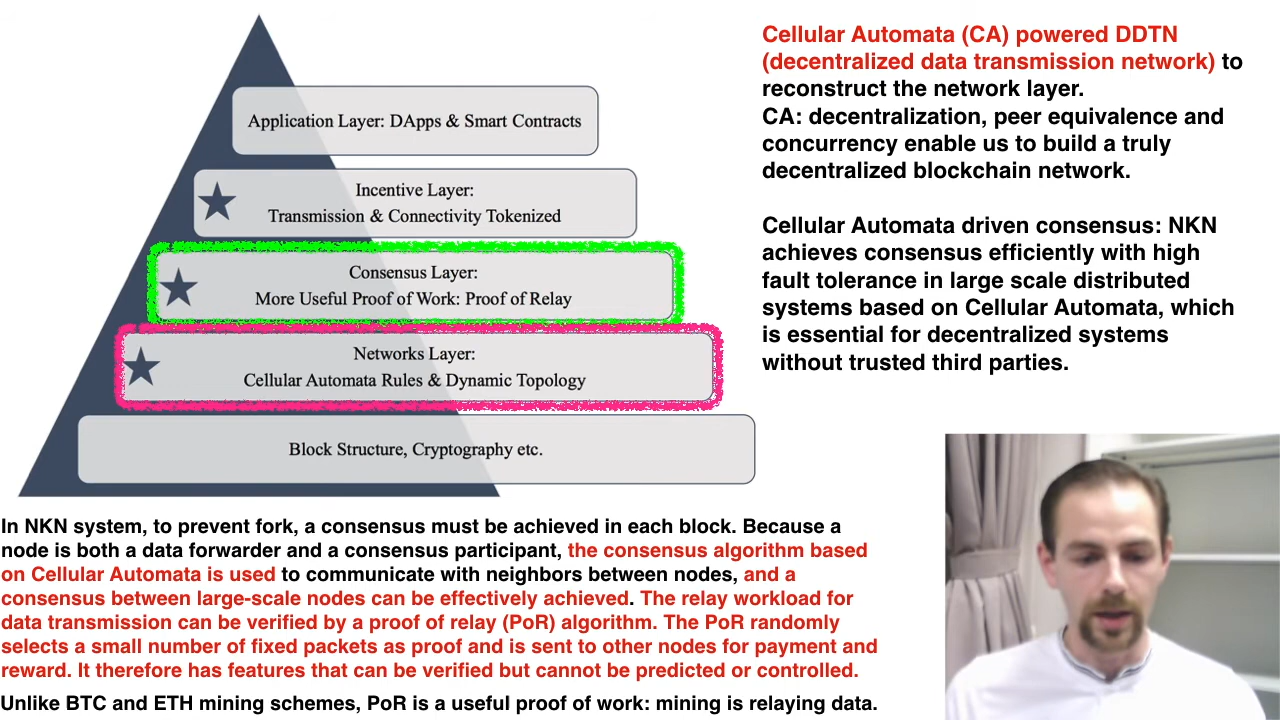 Application Layer: DApps & Smart Contracts
Incentive Layer:
Transmission & Connectivity Tokenized
Consensus Layer:
More Useful Proof of Work: Proof of Relay
Networks Layer:
Cellular Automata Rules & Dynamic Topology
Block Structure, Cryptography etc.
Cellular Automata (CA) powered DDTN
(decentralized data transmission network) to
reconstruct the network layer.
CA: decentralization, peer equivalence and
concurrency enable us to build a truly
decentralized blockchain network.
Cellular Automata driven consensus: NKN
achieves consensus efficiently with high
fault tolerance in large scale distributed
systems based on Cellular Automata, which
is essential for decentralized systems
without trusted third parties.
In NKN system, to prevent fork, a consensus must be achieved in each block. Because a
node is both a data forwarder and a consensus participant, the consensus algorithm based
on Cellular Automata is used to communicate with neighbors between nodes, and a
consensus between large-scale nodes can be effectively achieved. The relay workload for
data transmission can be verified by a proof of relay (PoR) algorithm. The PoR randomly
selects a small number of fixed packets as proof and is sent to other nodes for payment and
reward. It therefore has features that can be verified but cannot be predicted or controlled.
Unlike BTC and ETH mining schemes, PoR is a useful proof of work: mining is relaying data.